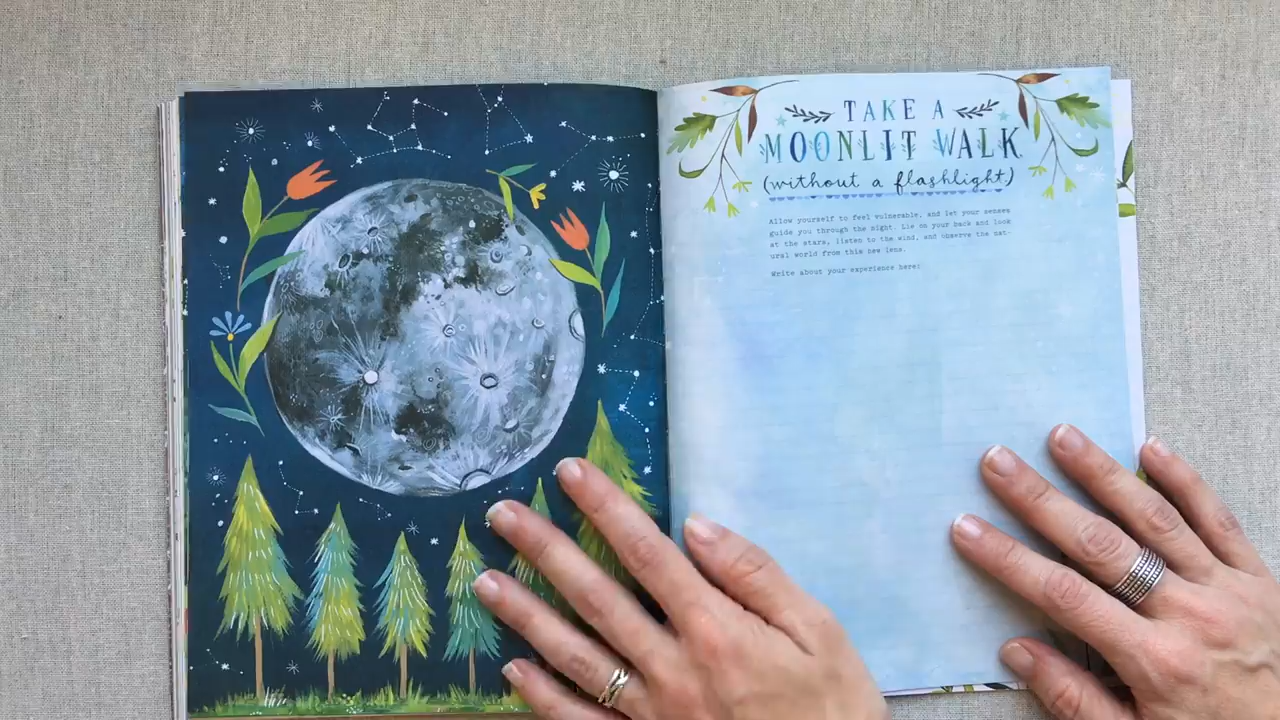 TAKE A
MOONLIT WALK
(without a flashlight)
Allow yourself to feel vulnerable, and let your senses
guide you through the night. Lie on your back and look
at the stars, listen to the wind, and observe the nat-
ural world from this new lens.
Write about your experience here: